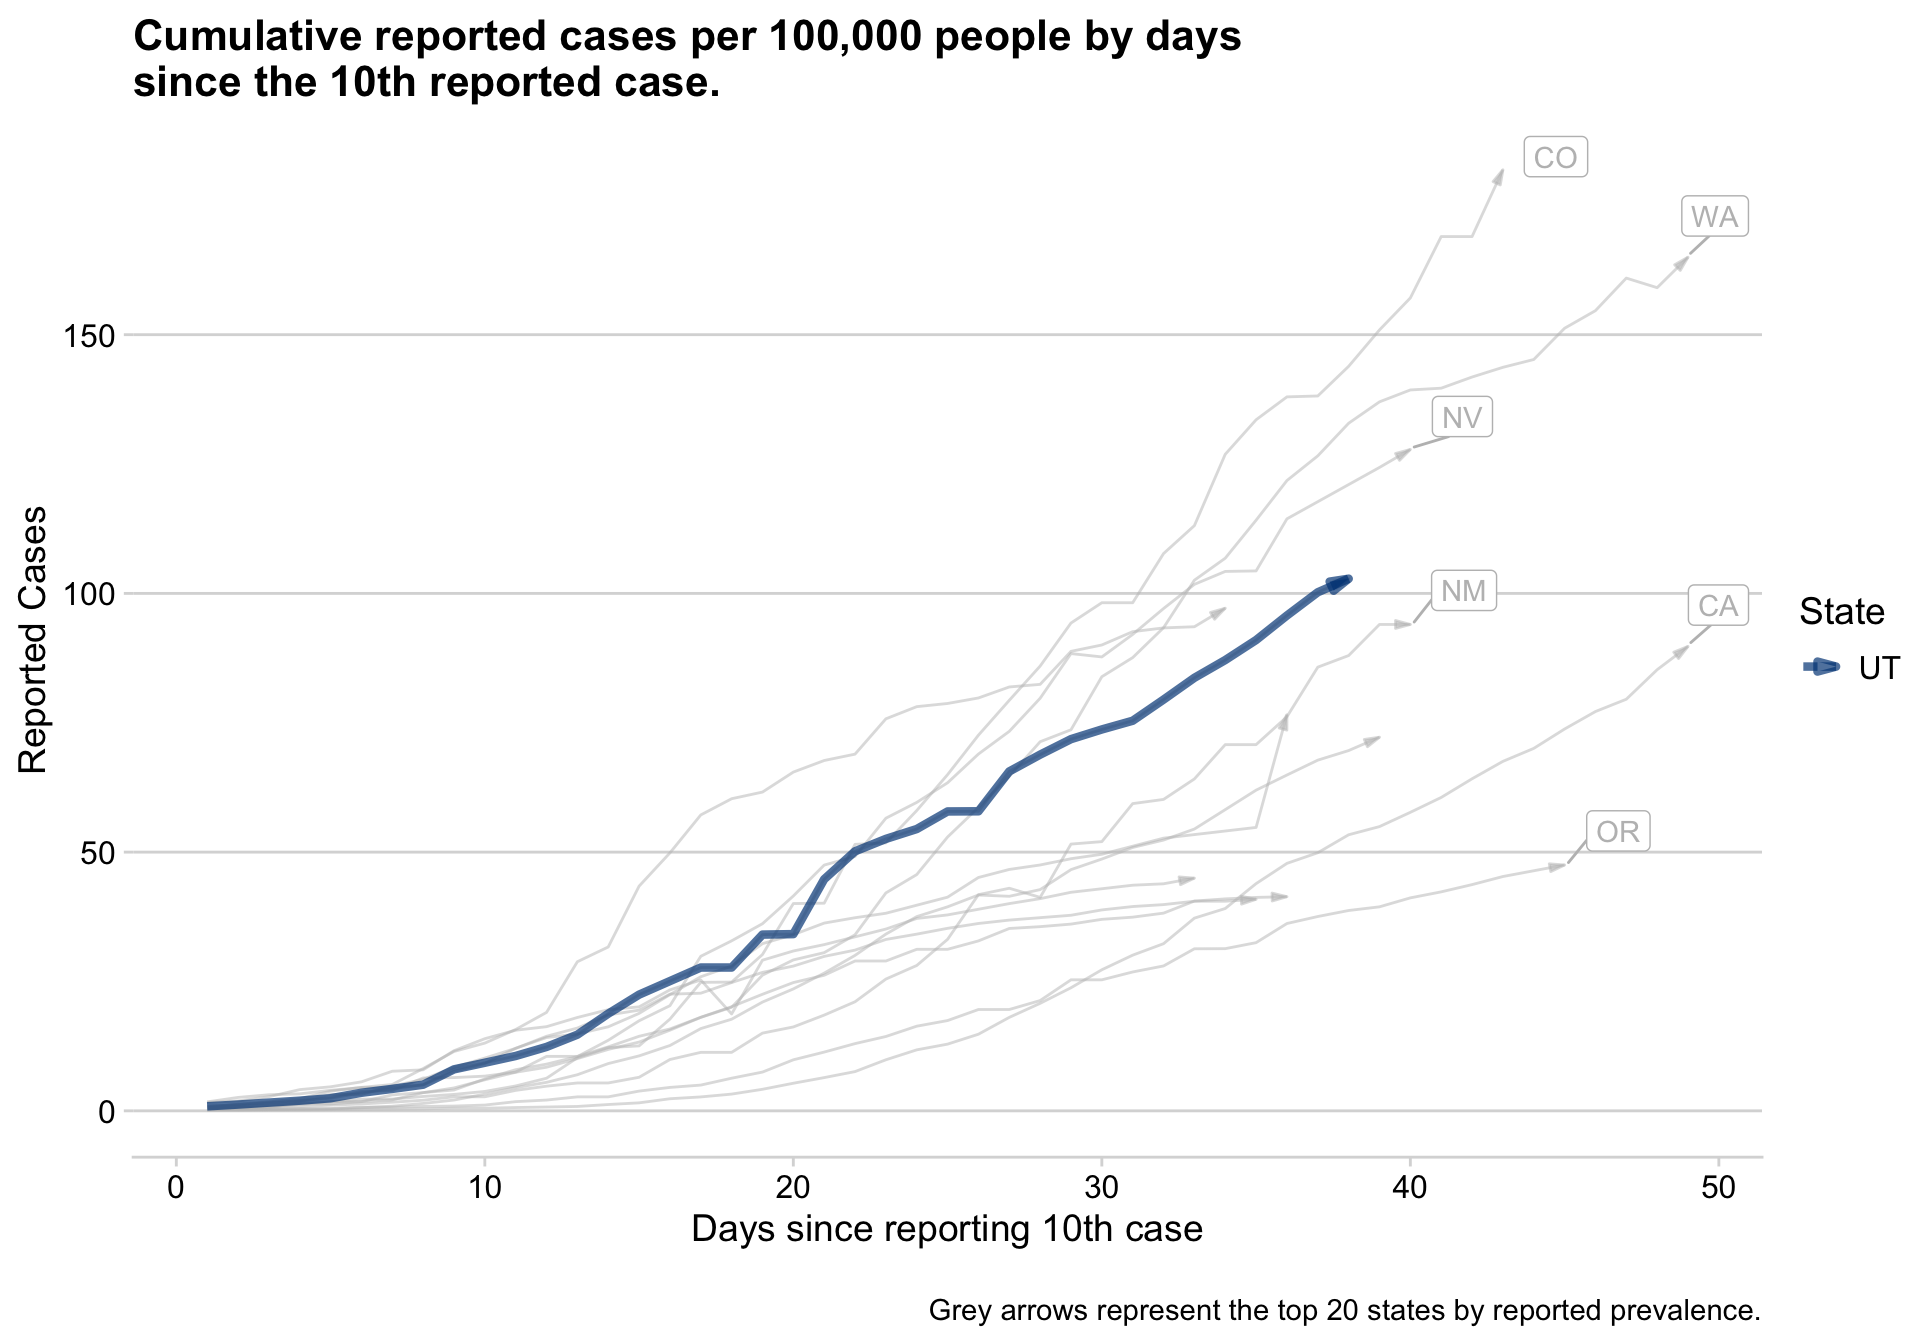 Cumulative reported cases per 100,000 people by days
since the 10th reported case.
CO
WA
150
NV
100
NM
CA
State
UT
OR
50
0
Reported Cases
0 10 20 30 40 50
Days since reporting 10th case
Grey arrows represent the top 20 states by reported prevalence.